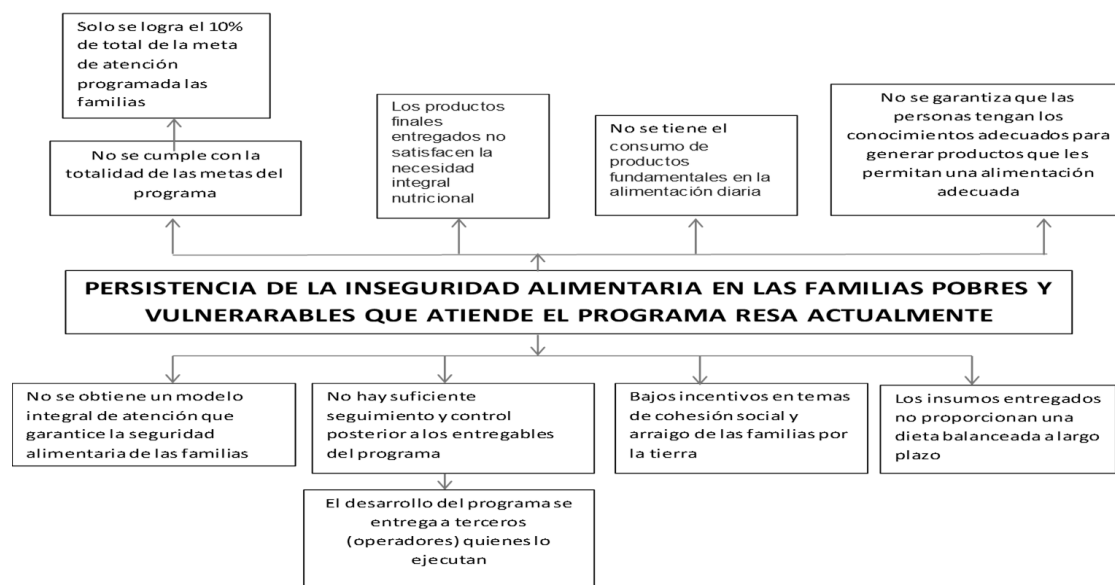 Solo se logra el 10%
de total de la meta
de atención
programada las
familias
No se cumple con la
totalidad de las metas del
programa
Los productos
finales
entregados no
satisfacen la
necesidad
integral
nutricional
No se tiene el
consumo de
productos
fundamentales en la
alimentación diaria
No se garantiza que las
personas tengan los
conocimientos adecuados para
generar productos que les
permitan una alimentación
adecuada
PERSISTENCIA DE LA INSEGURIDAD ALIMENTARIA EN LAS FAMILIAS POBRES Y
VULNERARABLES QUE ATIENDE EL PROGRAMA RESA ACTUALMENTE
No se obtiene un modelo
integral de atención que
garantice la seguridad
alimentaria de las familias
No hay suficiente
seguimiento y control
posterior a los entregables
del programa
Bajos incentivos en temas
de cohesión social y
arraigo de las familias por
la tierra
Los insumos entregados
no proporcionan una
dieta balanceada a largo
plazo
El desarrollo del programa se
entrega a terceros
(operadores) quienes lo
ejecutan